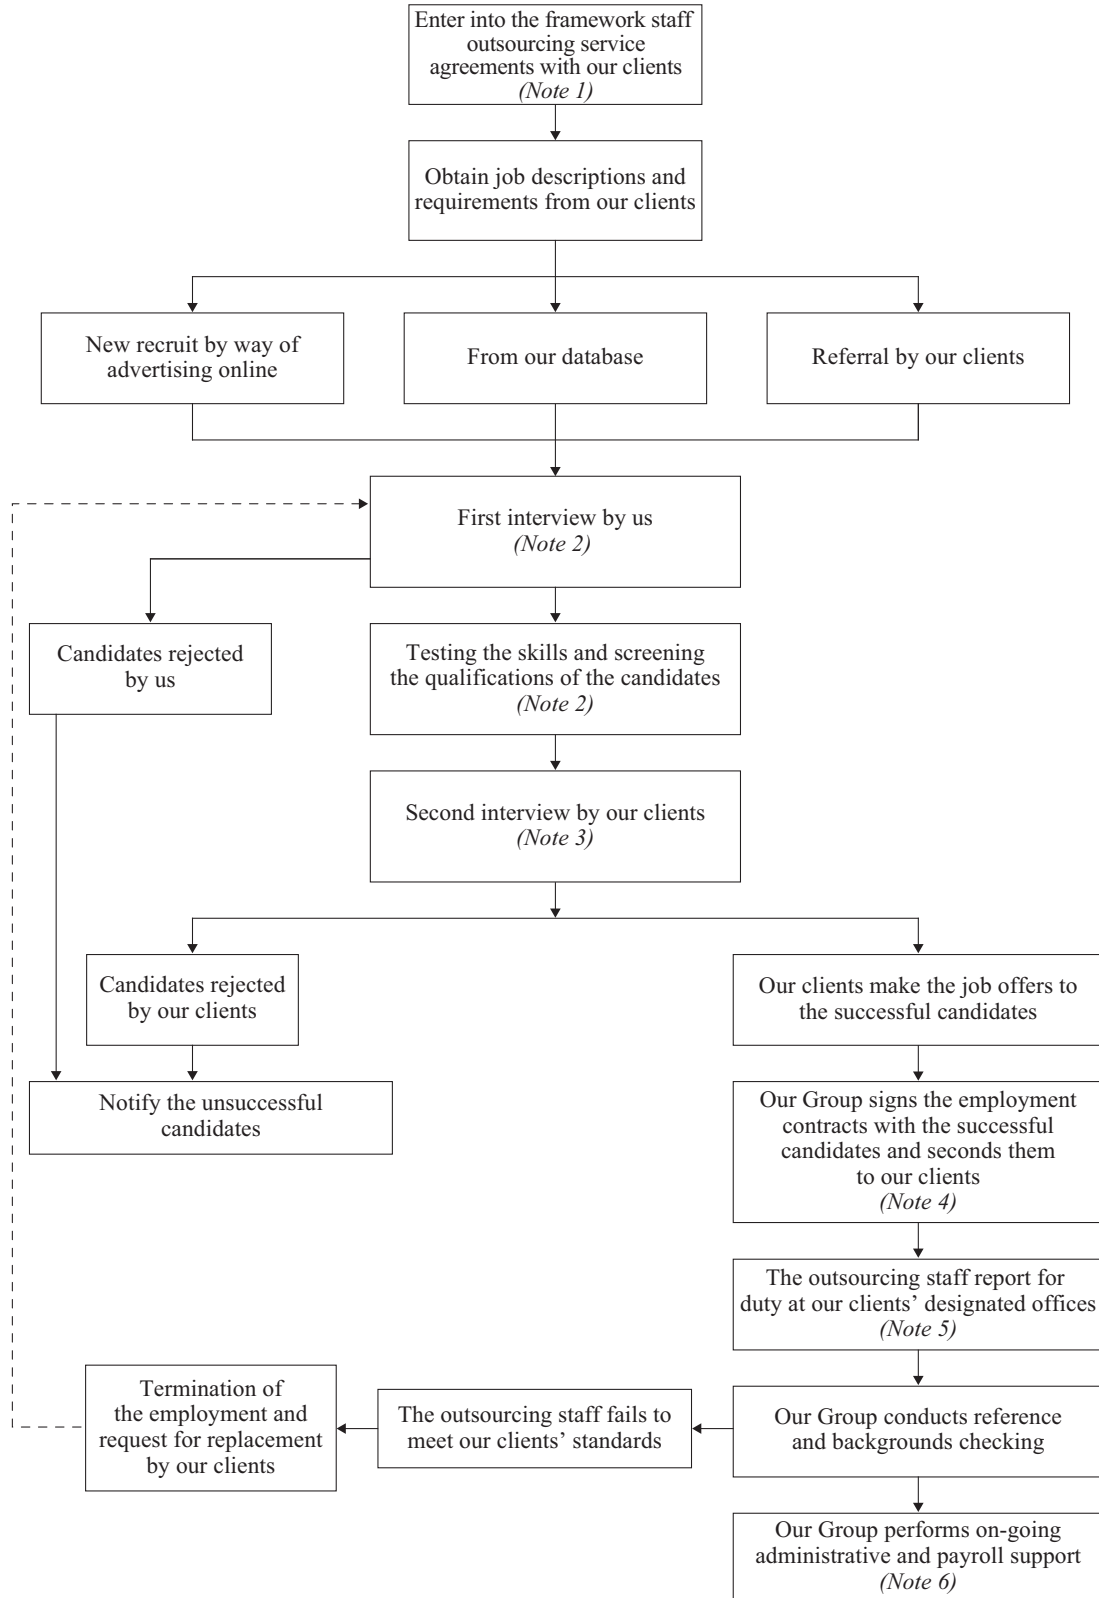 Enter into the framework staff
outsourcing service
agreements with our clients
(Note 1)
Obtain job descriptions and
requirements from our clients
New recruit by way of
advertising online
From our database
Referral by our clients
First interview by us
(Note 2)
Candidates rejected
by us
Testing the skills and screening
the qualifications of the candidates
(Note 2)
Second interview by our clients
(Note 3)
Candidates rejected
by our clients
Our clients make the job offers to
the successful candidates
Notify the unsuccessful
candidates
Our Group signs the employment
contracts with the successful
candidates and seconds them
to our clients
(Note 4)
The outsourcing staff report for
duty at our clients’ designated offices
(Note 5)
Termination of
the employment and
request for replacement
by our clients
The outsourcing staff fails to
meet our clients’ standards
Our Group conducts reference
and backgrounds checking
Our Group performs on-going
administrative and payroll support
(Note 6)